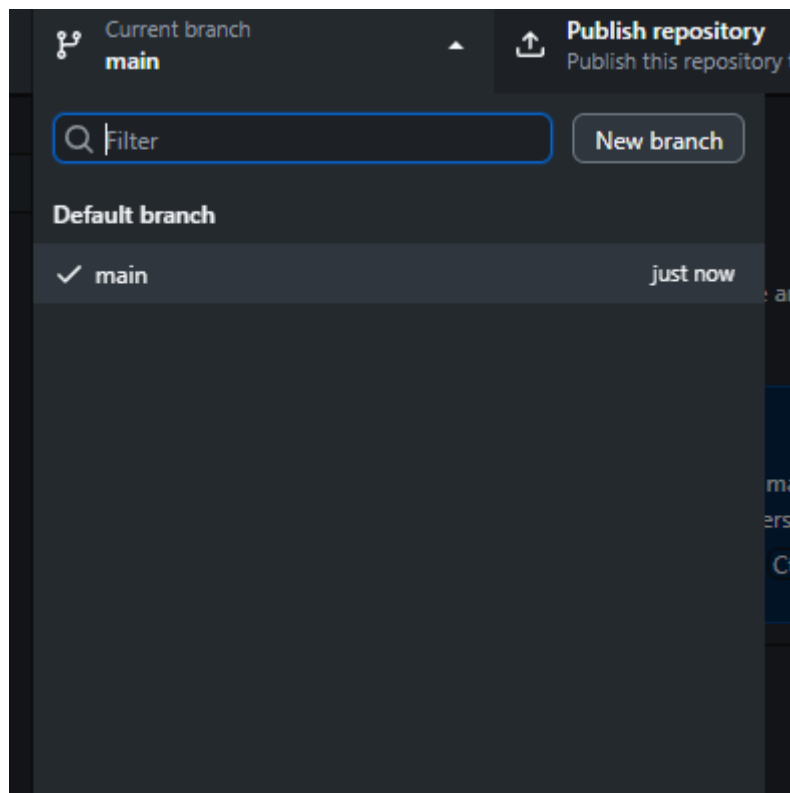 Current branch
main
Publish repository
Publish this repository
Filter
New branch
Default branch
main
just now